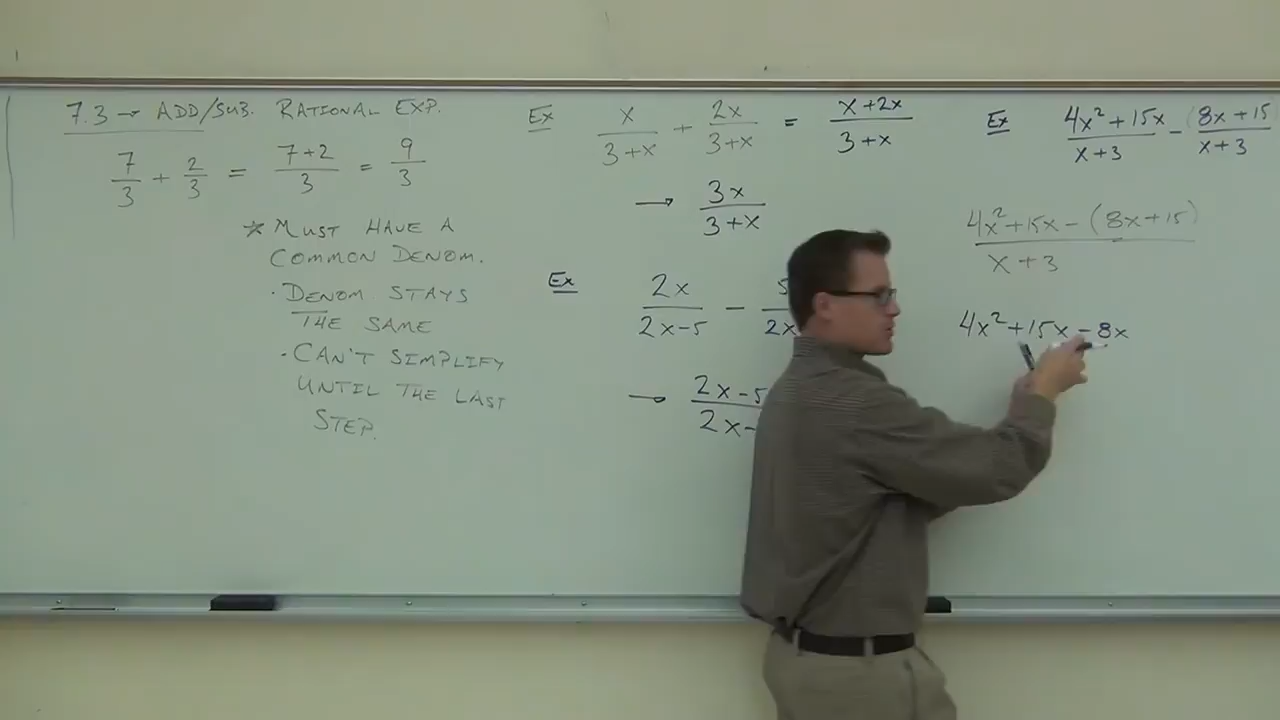 7.3 → ADD/SUB. RATIONAL EXP.
7/3 + 2/3 = (7+2)/3 = 9/3
* MUST HAVE A
COMMON DENOM.
· DENOM. STAYS
THE SAME
· CAN'T SIMPLIFY
UNTIL THE LAST
STEP.
Ex x/(3+x) + 2x/(3+x) = (x+2x)/(3+x)
→ 3x/(3+x)
Ex 2x/(2x-5) - 5/2x
→ (2x-5)/(2x-
Ex (4x²+15x)/(x+3) - (8x+15)/(x+3)
(4x²+15x-(8x+15))/(x+3)
4x²+15x-8x